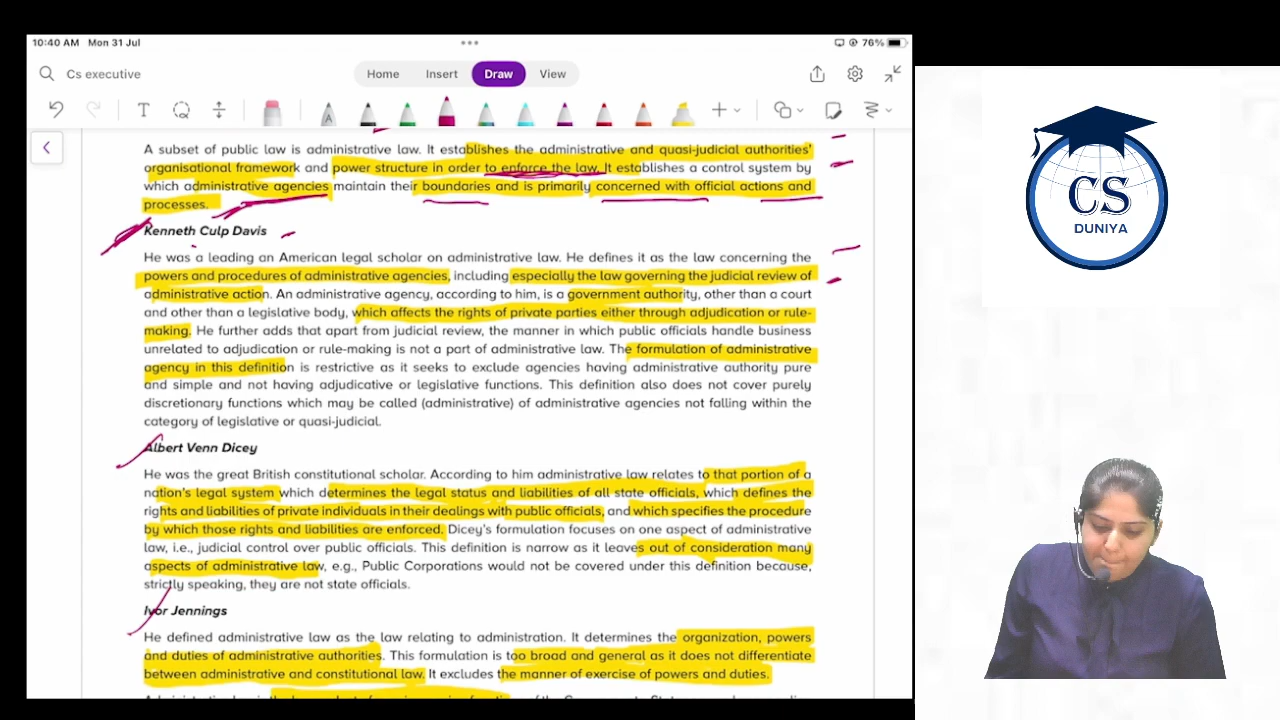 10:40 AM Mon 31 Jul
76%
Cs executive
Home Insert Draw View
T
A
A subset of public law is administrative law. It establishes the administrative and quasi-judicial authorities'
organisational framework and power structure in order to enforce the law. It establishes a control system by
which administrative agencies maintain their boundaries and is primarily concerned with official actions and
processes.
Kenneth Culp Davis
He was a leading an American legal scholar on administrative law. He defines it as the law concerning the
powers and procedures of administrative agencies, including especially the law governing the judicial review of
administrative action. An administrative agency, according to him, is a government authority, other than a court
and other than a legislative body, which affects the rights of private parties either through adjudication or rule-
making. He further adds that apart from judicial review, the manner in which public officials handle business
unrelated to adjudication or rule-making is not a part of administrative law. The formulation of administrative
agency in this definition is restrictive as it seeks to exclude agencies having administrative authority pure
and simple and not having adjudicative or legislative functions. This definition also does not cover purely
discretionary functions which may be called (administrative) of administrative agencies not falling within the
category of legislative or quasi-judicial.
Albert Venn Dicey
He was the great British constitutional scholar. According to him administrative law relates to that portion of a
nation's legal system which determines the legal status and liabilities of all state officials, which defines the
rights and liabilities of private individuals in their dealings with public officials, and which specifies the procedure
by which those rights and liabilities are enforced. Dicey's formulation focuses on one aspect of administrative
law, i.e., judicial control over public officials. This definition is narrow as it leaves out of consideration many
aspects of administrative law, e.g., Public Corporations would not be covered under this definition because,
strictly speaking, they are not state officials.
Ivor Jennings
He defined administrative law as the law relating to administration. It determines the organization, powers
and duties of administrative authorities. This formulation is too broad and general as it does not differentiate
between administrative and constitutional law. It excludes the manner of exercise of powers and duties.
CS
DUNIYA